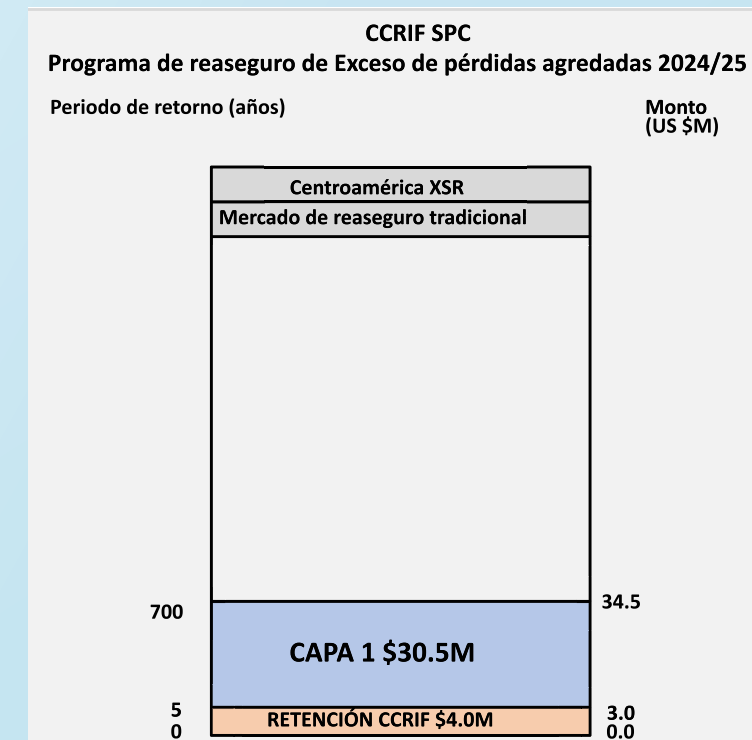 CCRIF SPC
Programa de reaseguro de Exceso de pérdidas agredadas 2024/25
Periodo de retorno (años)
Monto
(US $M)
Centroamérica XSR
Mercado de reaseguro tradicional
700
34.5
CAPA 1 $30.5M
5
3.0
RETENCIÓN CCRIF $4.0M
0
0.0